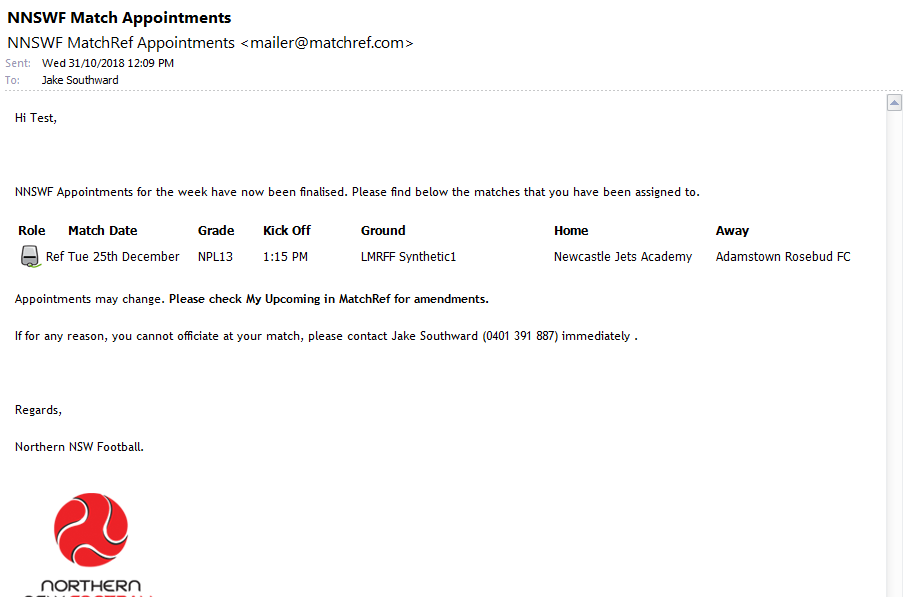 NNSWF Match Appointments
NNSWF MatchRef Appointments <mailer@matchref.com>
Sent: Wed 31/10/2018 12:09 PM
To: Jake Southward
Hi Test,
NNSWF Appointments for the week have now been finalised. Please find below the matches that you have been assigned to.
Role Match Date Grade Kick Off Ground Home Away
Ref Tue 25th December NPL13 1:15 PM LMRFF Synthetic1 Newcastle Jets Academy Adamstown Rosebud FC
Appointments may change. Please check My Upcoming in MatchRef for amendments.
If for any reason, you cannot officiate at your match, please contact Jake Southward (0401 391 887) immediately .
Regards,
Northern NSW Football.
NORTHERN